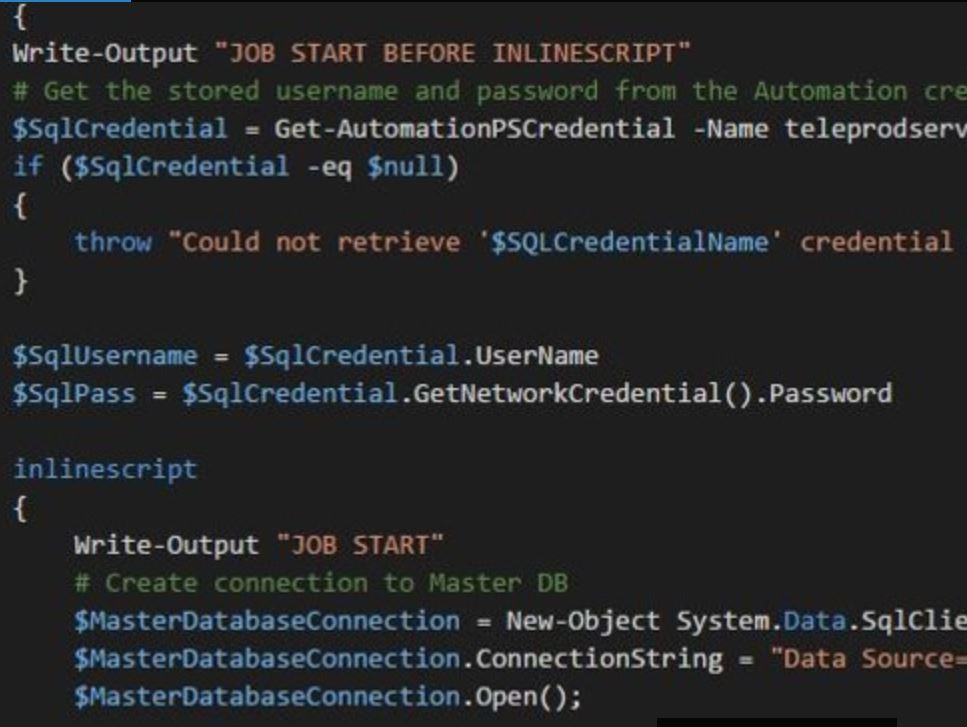 {
Write-Output "JOB START BEFORE INLINESCRIPT"
# Get the stored username and password from the Automation cre
$SqlCredential = Get-AutomationPSCredential -Name teleprodserv
if ($SqlCredential -eq $null)
{
    throw "Could not retrieve '$SQLCredentialName' credential
}
$SqlUsername = $SqlCredential.UserName
$SqlPass = $SqlCredential.GetNetworkCredential().Password
inlinescript
{
    Write-Output "JOB START"
    # Create connection to Master DB
    $MasterDatabaseConnection = New-Object System.Data.SqlClie
    $MasterDatabaseConnection.ConnectionString = "Data Source=
    $MasterDatabaseConnection.Open();